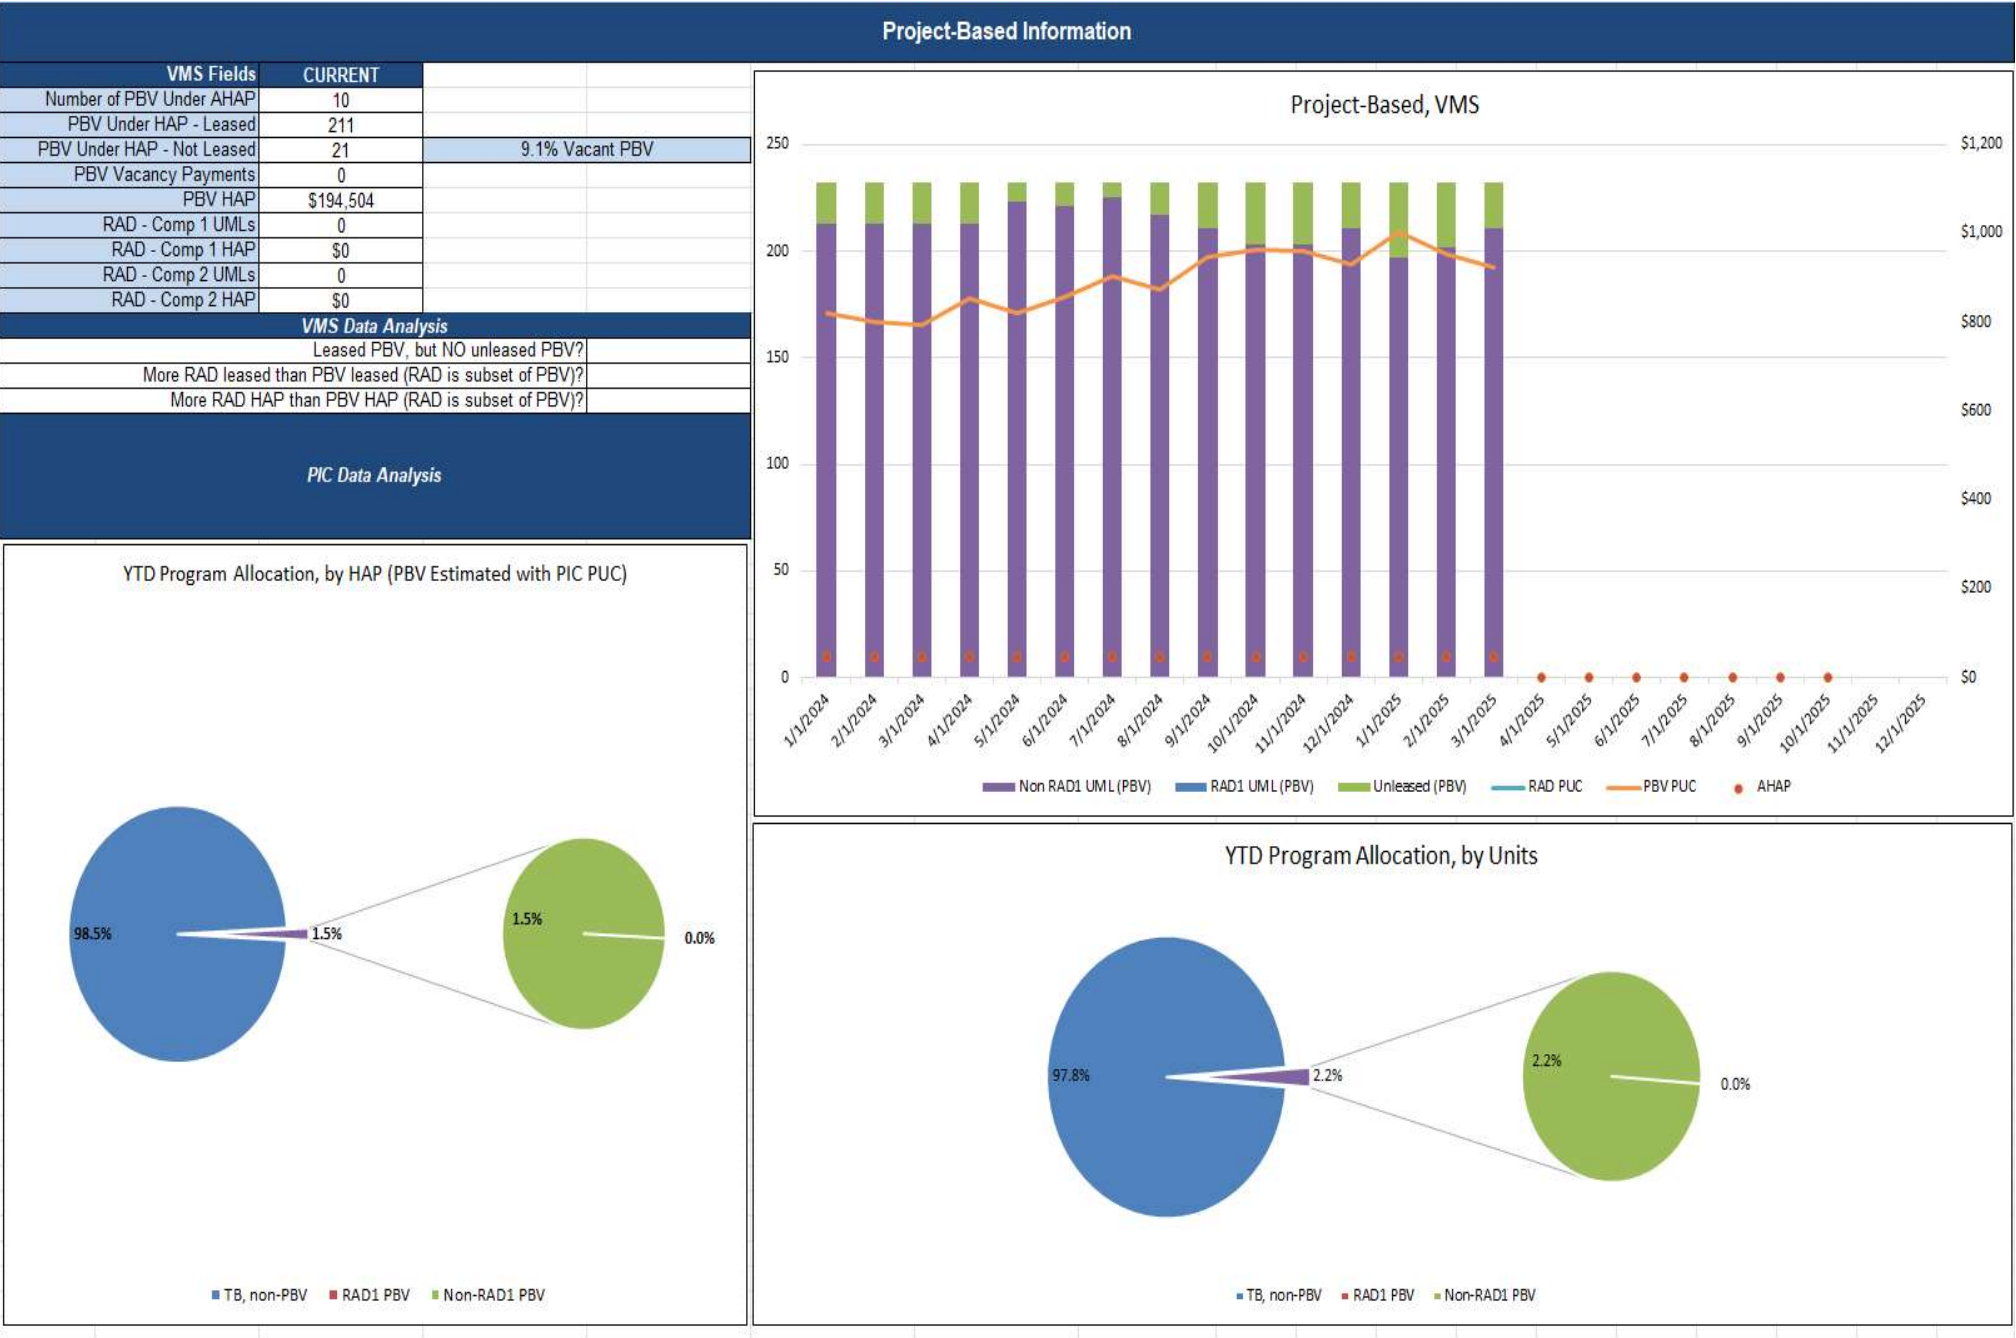 Project-Based Information
VMS Fields CURRENT
Number of PBV Under AHAP 10
PBV Under HAP - Leased 211
PBV Under HAP - Not Leased 21 9.1% Vacant PBV
PBV Vacancy Payments 0
PBV HAP $194,504
RAD - Comp 1 UMLs 0
RAD - Comp 1 HAP $0
RAD - Comp 2 UMLs 0
RAD - Comp 2 HAP $0
VMS Data Analysis
Leased PBV, but NO unleased PBV?
More RAD leased than PBV leased (RAD is subset of PBV)?
More RAD HAP than PBV HAP (RAD is subset of PBV)?
PIC Data Analysis
Project-Based, VMS
250 $1,200
200 $1,000
150 $800
100 $600
50 $400
0 $200
$0
1/1/2024 2/1/2024 3/1/2024 4/1/2024 5/1/2024 6/1/2024 7/1/2024 8/1/2024 9/1/2024 10/1/2024 11/1/2024 12/1/2024 1/1/2025 2/1/2025 3/1/2025 4/1/2025 5/1/2025 6/1/2025 7/1/2025 8/1/2025 9/1/2025 10/1/2025 11/1/2025 12/1/2025
Non RAD1 UML (PBV) RAD1 UML (PBV) Unleased (PBV) RAD PUC PBV PUC AHAP
YTD Program Allocation, by HAP (PBV Estimated with PIC PUC)
98.5% 1.5% 1.5% 0.0%
TB, non-PBV RAD1 PBV Non-RAD1 PBV
YTD Program Allocation, by Units
97.8% 2.2% 2.2% 0.0%
TB, non-PBV RAD1 PBV Non-RAD1 PBV